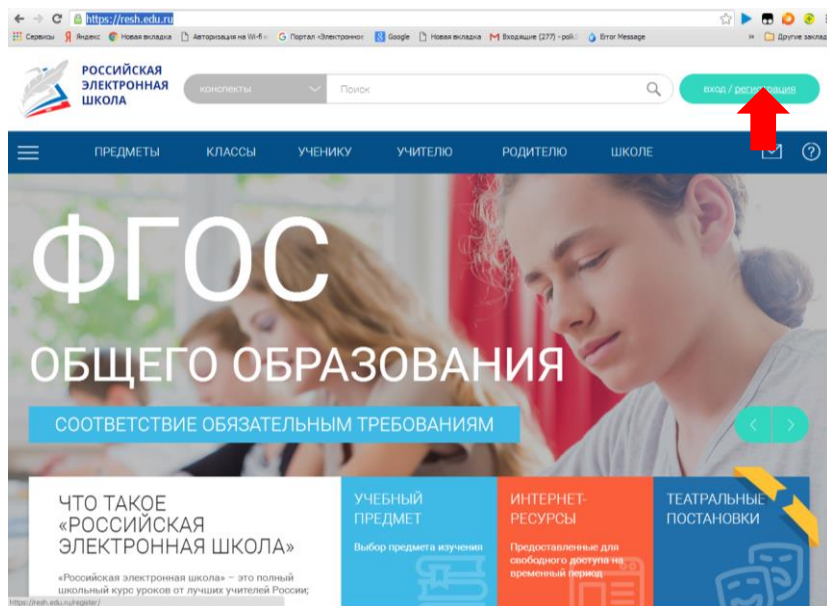 https://resh.edu.ru
Сервисы Яндекс Новая вкладка Авторизация на Wi-fi Портал «Электронное Google Новая вкладка Входящие (277) - Error Message » Другие заклад
РОССИЙСКАЯ
ЭЛЕКТРОННАЯ
ШКОЛА
конспекты
Поиск
вход / регистрация
ПРЕДМЕТЫ КЛАССЫ УЧЕНИКУ УЧИТЕЛЮ РОДИТЕЛЮ ШКОЛЕ
ФГОС
ОБЩЕГО ОБРАЗОВАНИЯ
СООТВЕТСТВИЕ ОБЯЗАТЕЛЬНЫМ ТРЕБОВАНИЯМ
ЧТО ТАКОЕ
«РОССИЙСКАЯ
ЭЛЕКТРОННАЯ ШКОЛА»
«Российская электронная школа» – это полный
школьный курс уроков от лучших учителей России;
УЧЕБНЫЙ
ПРЕДМЕТ
Выбор предмета изучения
ИНТЕРНЕТ-
РЕСУРСЫ
Предоставленные для
свободного доступа на
временный период
ТЕАТРАЛЬНЫЕ
ПОСТАНОВКИ
https://resh.edu.ru/register/